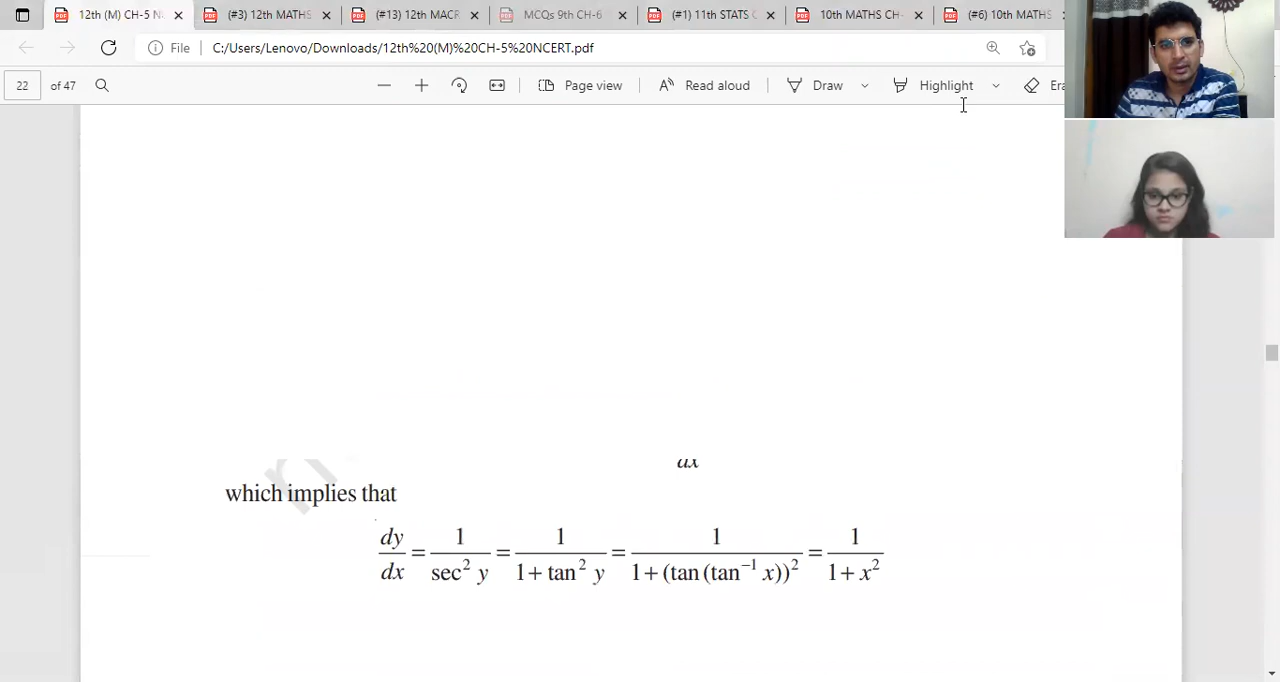 12th (M) CH-5 N
(#3) 12th MATHS
(#13) 12th MACR
MCQs 9th CH-6
(#1) 11th STATS
10th MATHS CH-
(#6) 10th MATHS
File C:/Users/Lenovo/Downloads/12th%20(M)%20CH-5%20NCERT.pdf
22 of 47 Page view Read aloud Draw Highlight Era
dx
which implies that
dy/dx = 1/sec² y = 1/(1 + tan² y) = 1/(1 + (tan (tan⁻¹ x))²) = 1/(1 + x²)